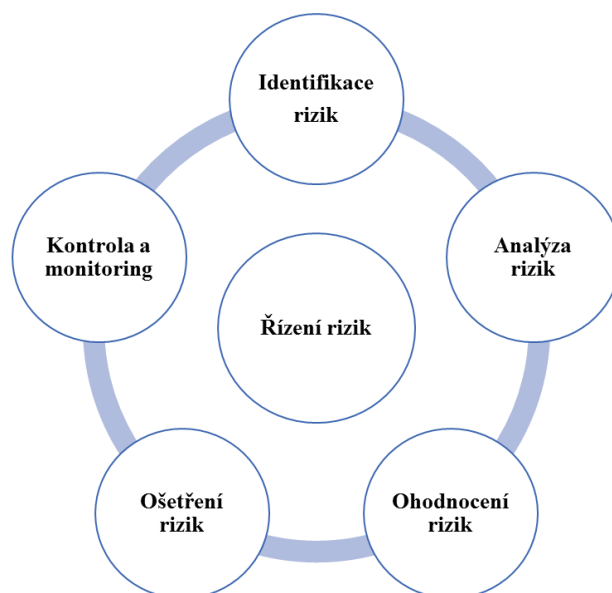 Identifikace
rizik
Analýza
rizik
Ohodnocení
rizik
Ošetření
rizik
Kontrola a
monitoring
Řízení rizik